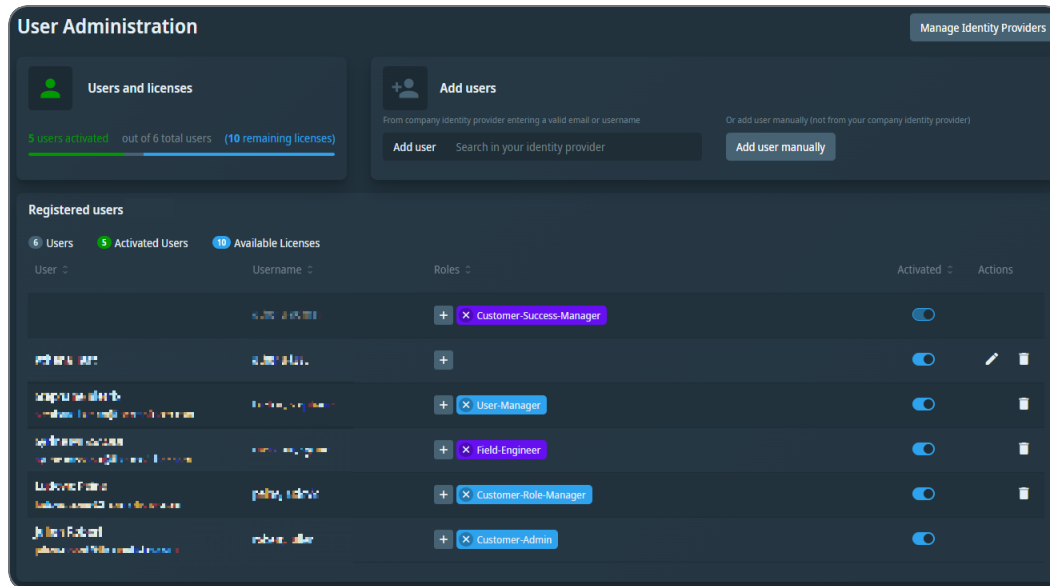 User Administration
Manage Identity Providers
Users and licenses
5 users activated out of 6 total users (10 remaining licenses)
Add users
From company identity provider entering a valid email or username
Add user Search in your identity provider
Or add user manually (not from your company identity provider)
Add user manually
Registered users
6 Users 5 Activated Users 10 Available Licenses
User Username Roles Activated Actions
+ × Customer-Success-Manager
+
+ × User-Manager
+ × Field-Engineer
+ × Customer-Role-Manager
+ × Customer-Admin